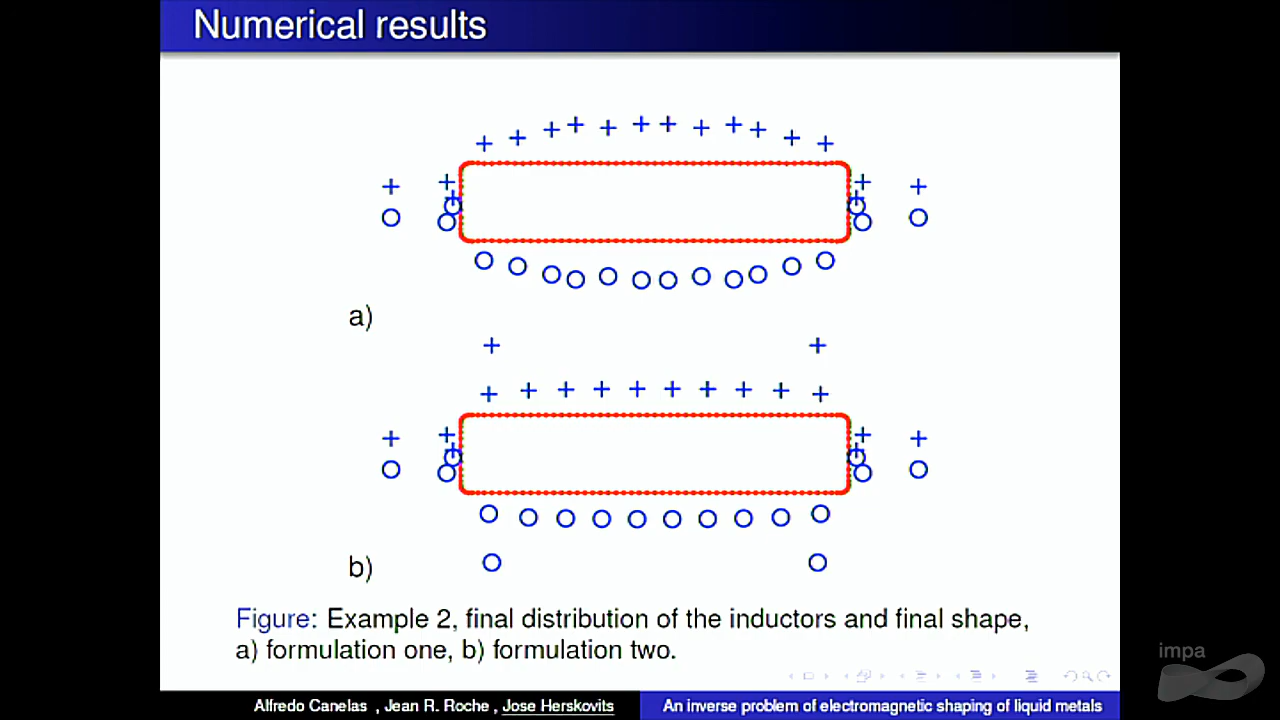 Numerical results
a)
b)
Figure: Example 2, final distribution of the inductors and final shape,
a) formulation one, b) formulation two.
impa
Alfredo Canelas , Jean R. Roche , Jose Herskovits
An inverse problem of electromagnetic shaping of liquid metals